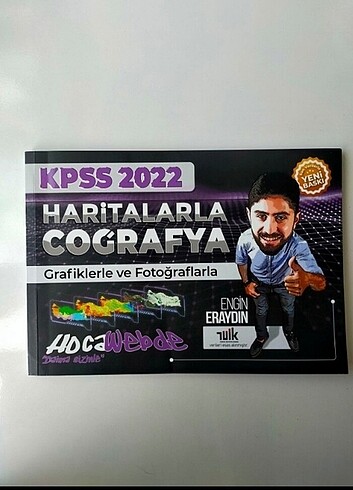 KPSS 2022
YENİ
BASKI
HARİTALARLA
COĞRAFYA
Grafiklerle ve Fotoğraflarla
ENGİN
ERAYDIN
HOCAWebde